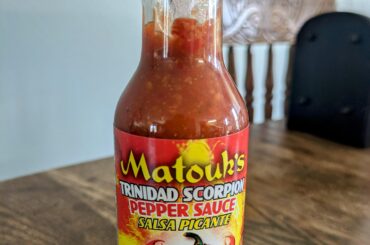 Matouk's
TRINIDAD SCORPION
PEPPER SAUCE
SALSA PICANTE